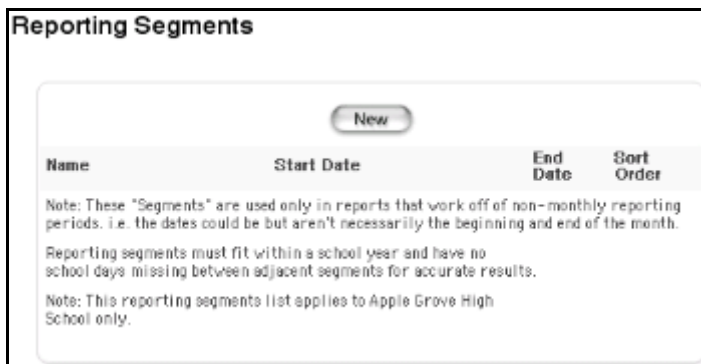 Reporting Segments
New
Name Start Date End Date Sort Order
Note: These "Segments" are used only in reports that work off of non-monthly reporting
periods. i.e. the dates could be but aren't necessarily the beginning and end of the month.
Reporting segments must fit within a school year and have no
school days missing between adjacent segments for accurate results.
Note: This reporting segments list applies to Apple Grove High
School only.